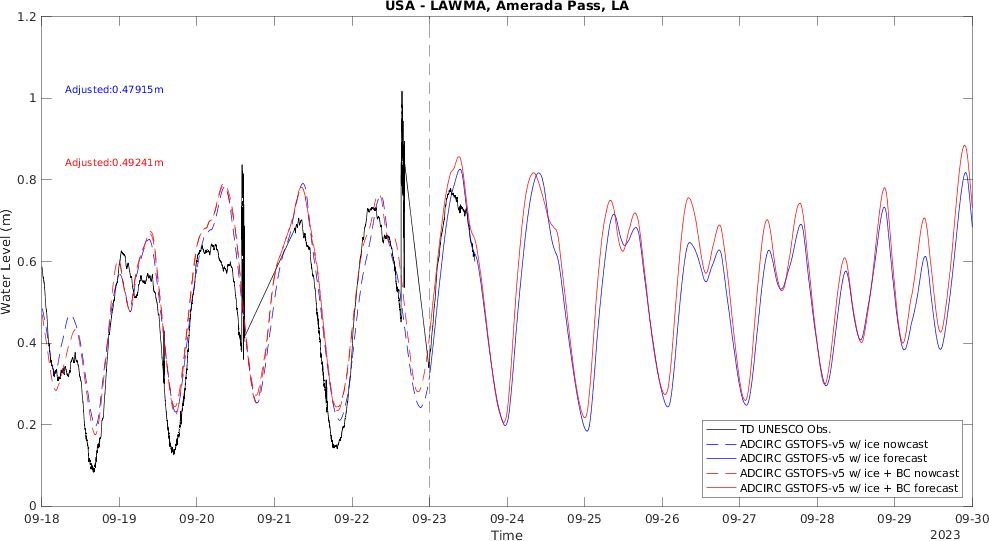 USA - LAWMA, Amerada Pass, LA
1.2
1
0.8
0.6
0.4
0.2
0
Water Level (m)
Adjusted:0.47915m
Adjusted:0.49241m
TD UNESCO Obs.
ADCIRC GSTOFS-v5 w/ ice nowcast
ADCIRC GSTOFS-v5 w/ ice forecast
ADCIRC GSTOFS-v5 w/ ice + BC nowcast
ADCIRC GSTOFS-v5 w/ ice + BC forecast
09-18 09-19 09-20 09-21 09-22 09-23 09-24 09-25 09-26 09-27 09-28 09-29 09-30
Time
2023